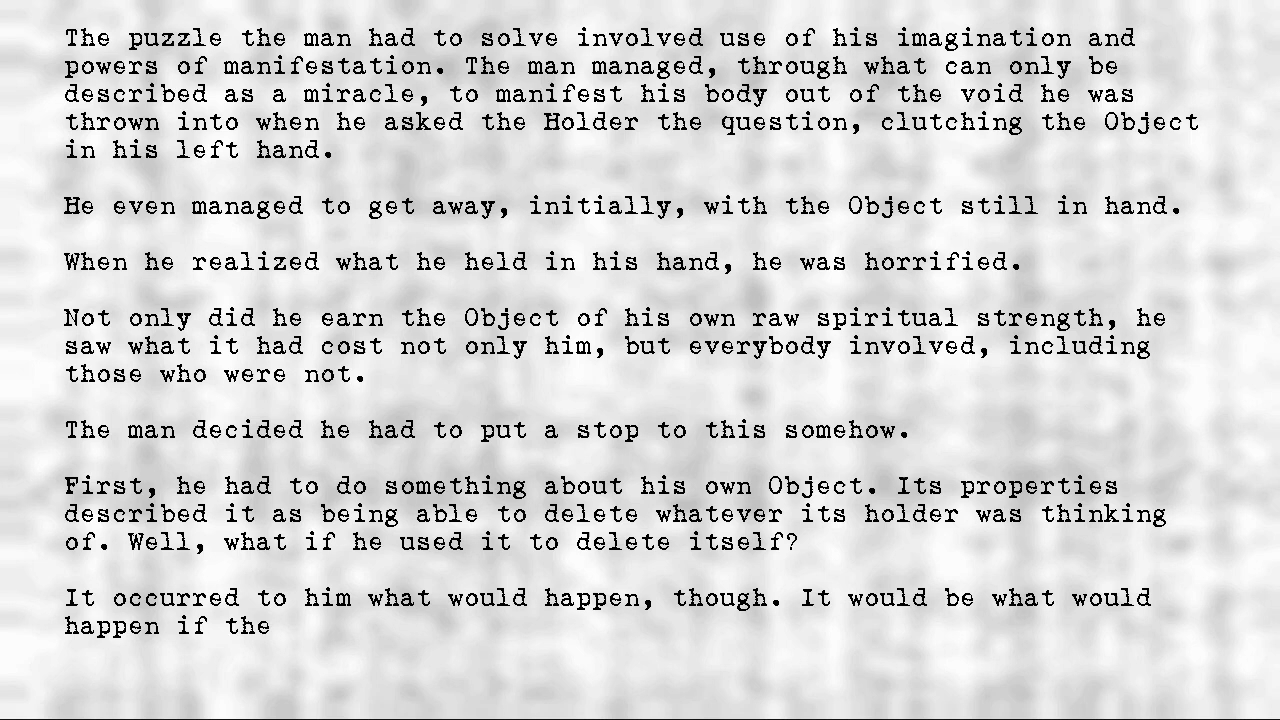 The puzzle the man had to solve involved use of his imagination and
powers of manifestation. The man managed, through what can only be
described as a miracle, to manifest his body out of the void he was
thrown into when he asked the Holder the question, clutching the Object
in his left hand.
He even managed to get away, initially, with the Object still in hand.
When he realized what he held in his hand, he was horrified.
Not only did he earn the Object of his own raw spiritual strength, he
saw what it had cost not only him, but everybody involved, including
those who were not.
The man decided he had to put a stop to this somehow.
First, he had to do something about his own Object. Its properties
described it as being able to delete whatever its holder was thinking
of. Well, what if he used it to delete itself?
It occurred to him what would happen, though. It would be what would
happen if the